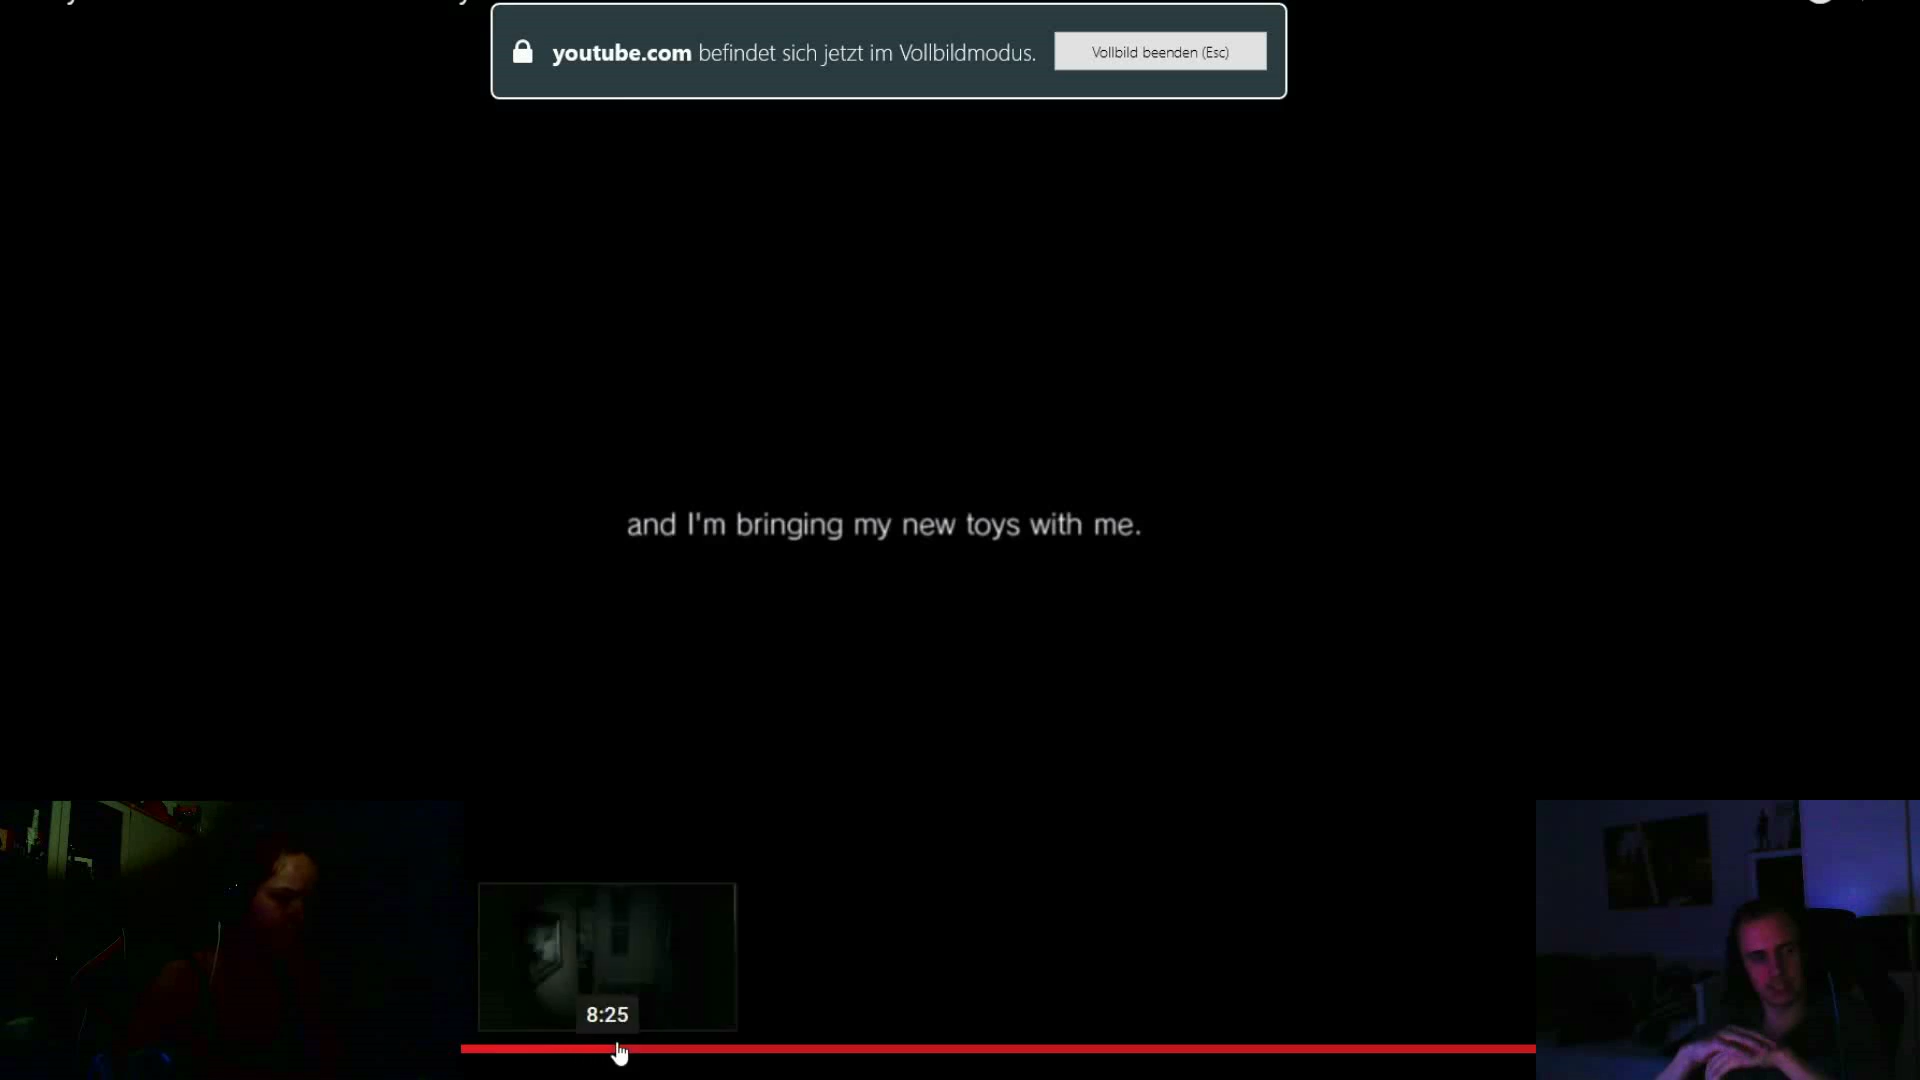 youtube.com befindet sich jetzt im Vollbildmodus.
Vollbild beenden (Esc)
and I'm bringing my new toys with me.
8:25